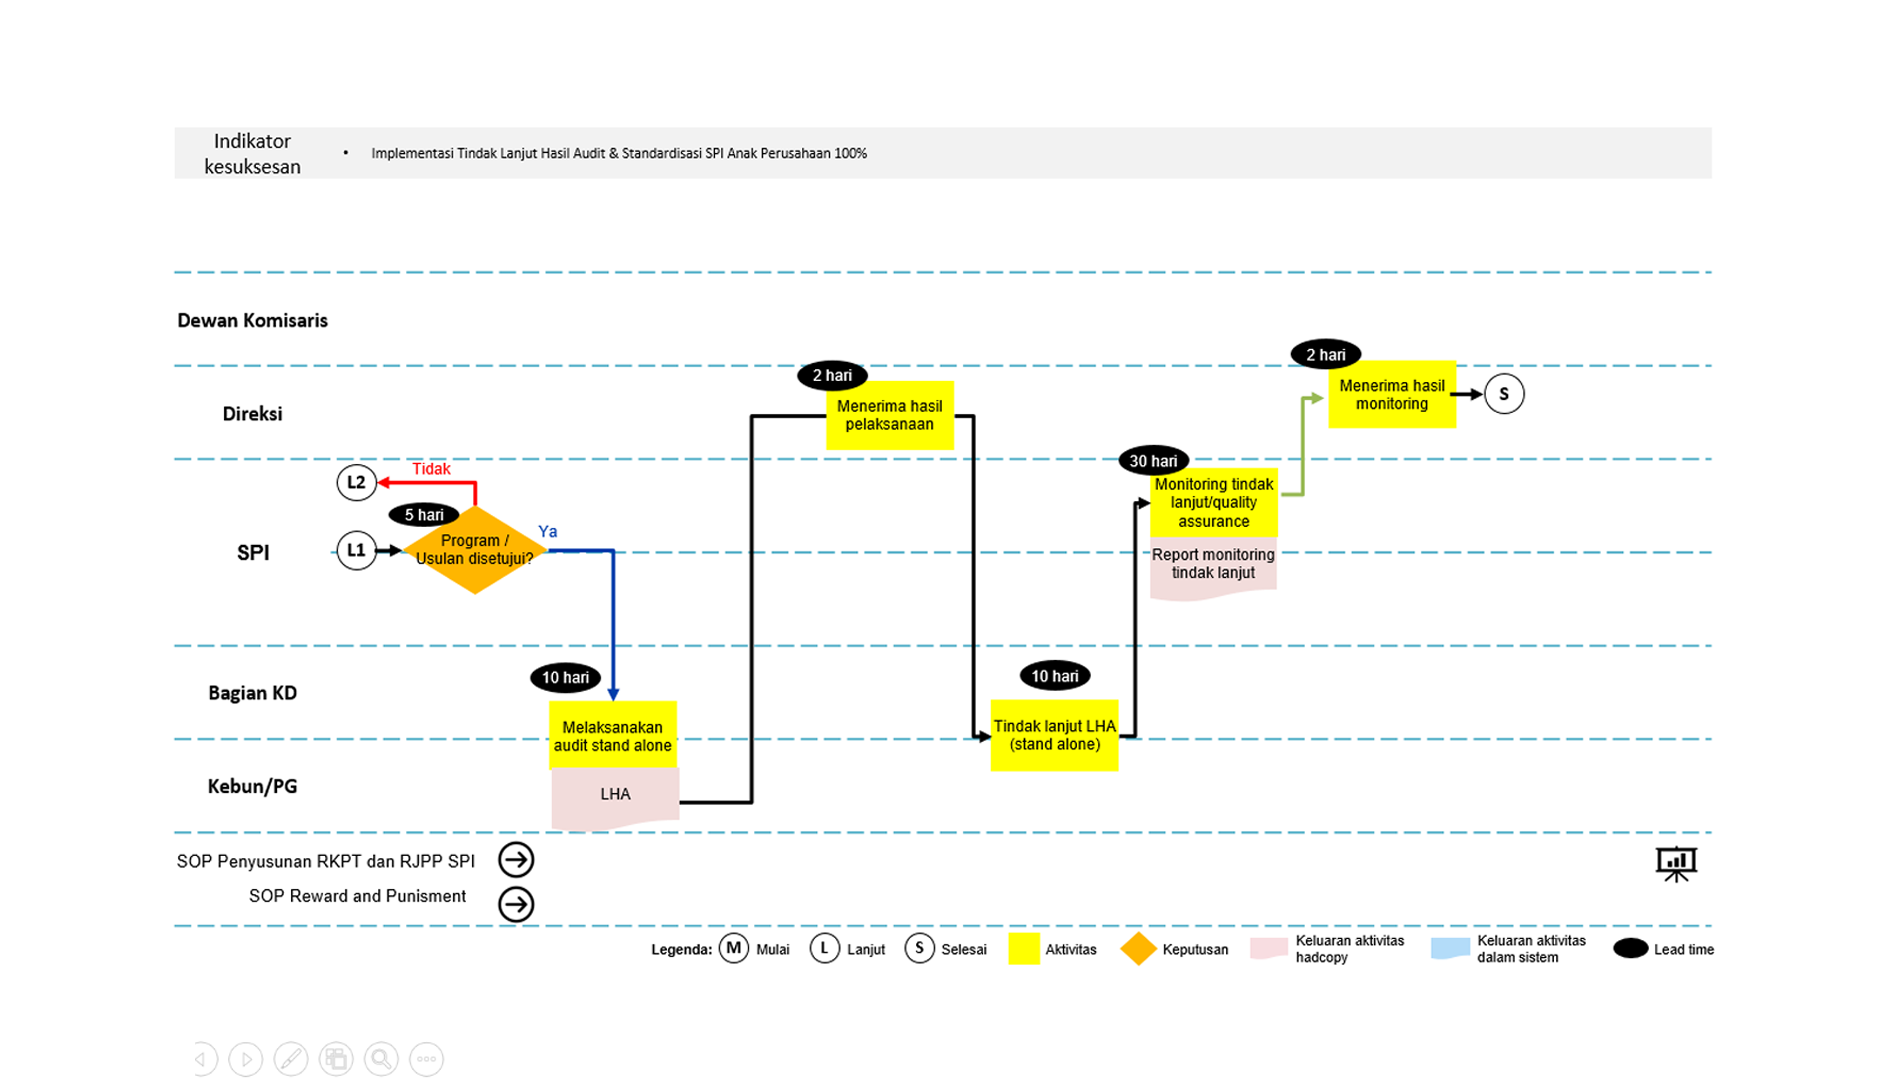 Indikator
kesuksesan
• Implementasi Tindak Lanjut Hasil Audit & Standardisasi SPI Anak Perusahaan 100%
Dewan Komisaris
2 hari
Menerima hasil
monitoring
S
Direksi
2 hari
Menerima hasil
pelaksanaan
SPI
L2
Tidak
5 hari
L1
Program /
Usulan disetujui?
Ya
30 hari
Monitoring tindak
lanjut/quality
assurance
Report monitoring
tindak lanjut
Bagian KD
10 hari
Melaksanakan
audit stand alone
10 hari
Tindak lanjut LHA
(stand alone)
Kebun/PG
LHA
SOP Penyusunan RKPT dan RJPP SPI
SOP Reward and Punisment
Legenda: M Mulai L Lanjut S Selesai Aktivitas Keputusan
Keluaran aktivitas
hadcopy
Keluaran aktivitas
dalam sistem
Lead time